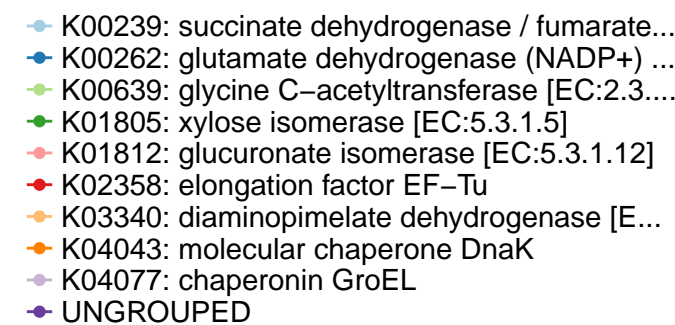 K00239: succinate dehydrogenase / fumarate...
K00262: glutamate dehydrogenase (NADP+) ...
K00639: glycine C−acetyltransferase [EC:2.3....
K01805: xylose isomerase [EC:5.3.1.5]
K01812: glucuronate isomerase [EC:5.3.1.12]
K02358: elongation factor EF−Tu
K03340: diaminopimelate dehydrogenase [E...
K04043: molecular chaperone DnaK
K04077: chaperonin GroEL
UNGROUPED